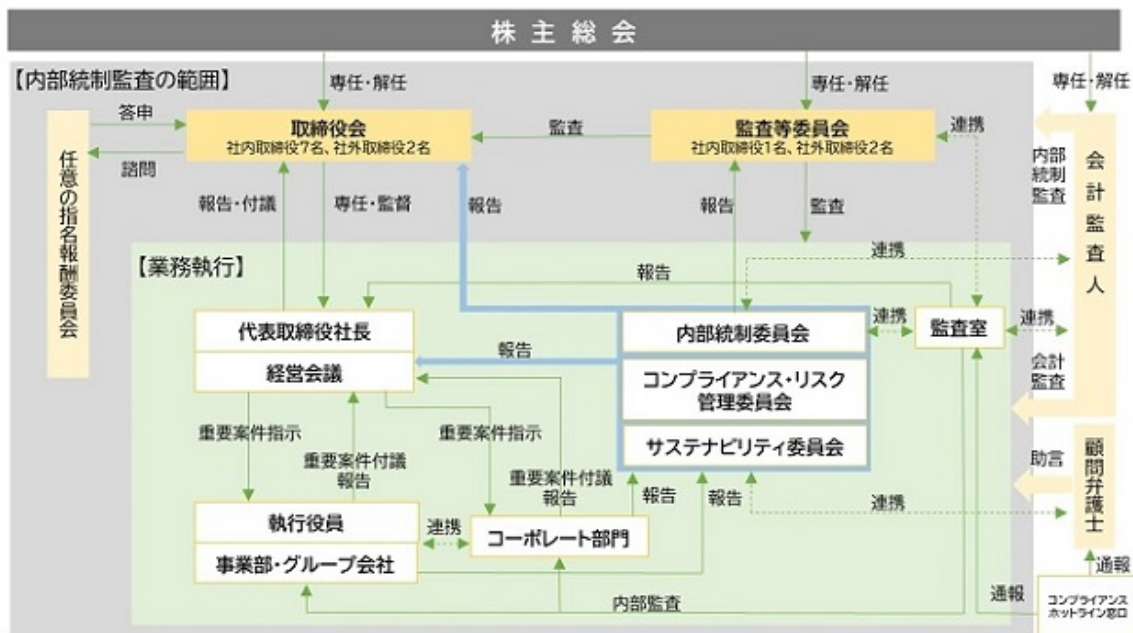 株主総会
【内部統制監査の範囲】
専任・解任
専任・解任
専任・解任
答申
諮問
任意の指名報酬委員会
取締役会
社内取締役7名、社外取締役2名
監査
監査等委員会
社内取締役1名、社外取締役2名
連携
内部
統制
監査
会計監査人
報告・付議
専任・監督
報告
報告
監査
【業務執行】
連携
報告
代表取締役社長
経営会議
報告
内部統制委員会
コンプライアンス・リスク
管理委員会
サステナビリティ委員会
連携
監査室
連携
会計
監査
重要案件指示
重要案件付議
報告
重要案件指示
重要案件付議
報告
報告
報告
連携
助言
顧問弁護士
執行役員
事業部・グループ会社
連携
コーポレート部門
内部監査
通報
通報
コンプライアンス
ホットライン窓口